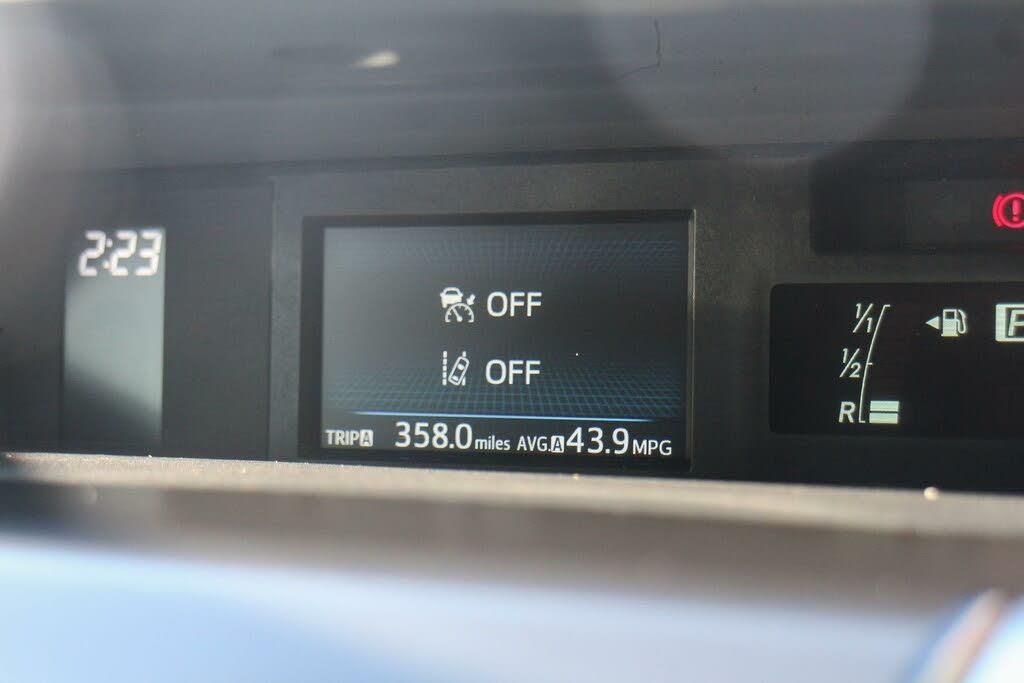 2:23
OFF
OFF
TRIP A 358.0 miles AVG. A 43.9 MPG
1/1
1/2
R
P